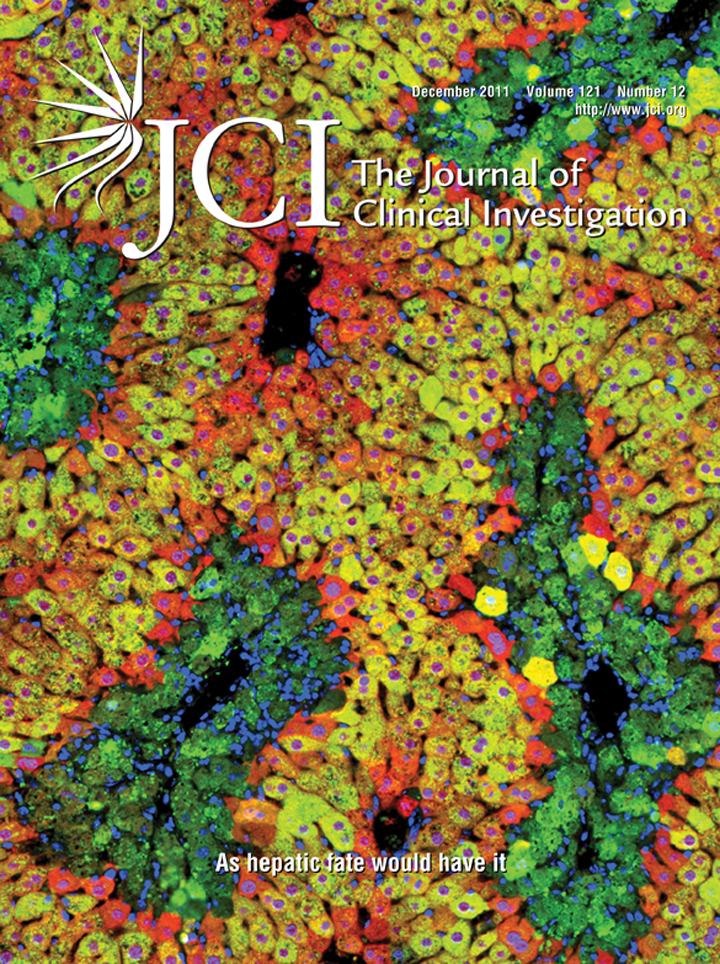 December 2011 Volume 121 Number 12
http://www.jci.org
JCI
The Journal of
Clinical Investigation
As hepatic fate would have it